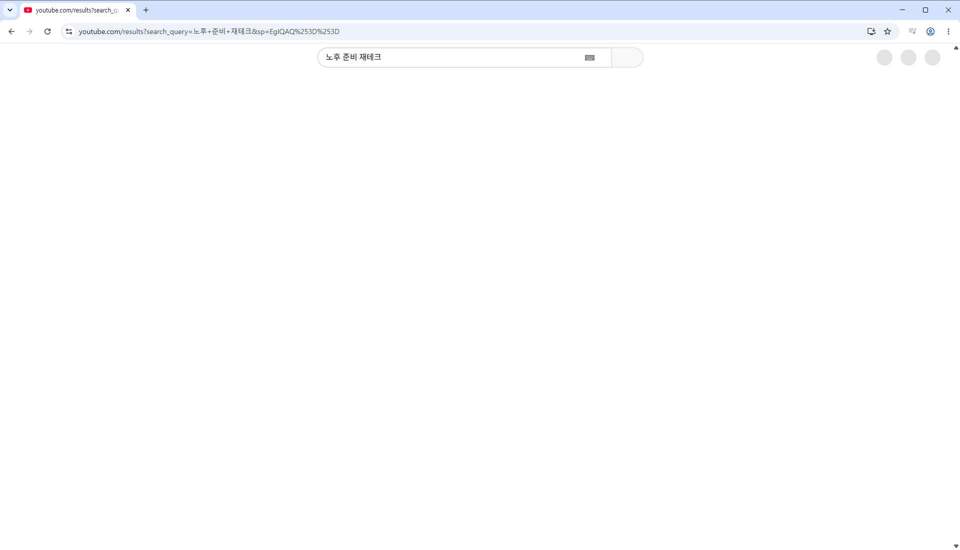 youtube.com/results?search_q
youtube.com/results?search_query=노후+준비+재테크&sp=EgIQAQ%253D%253D
노후 준비 재테크